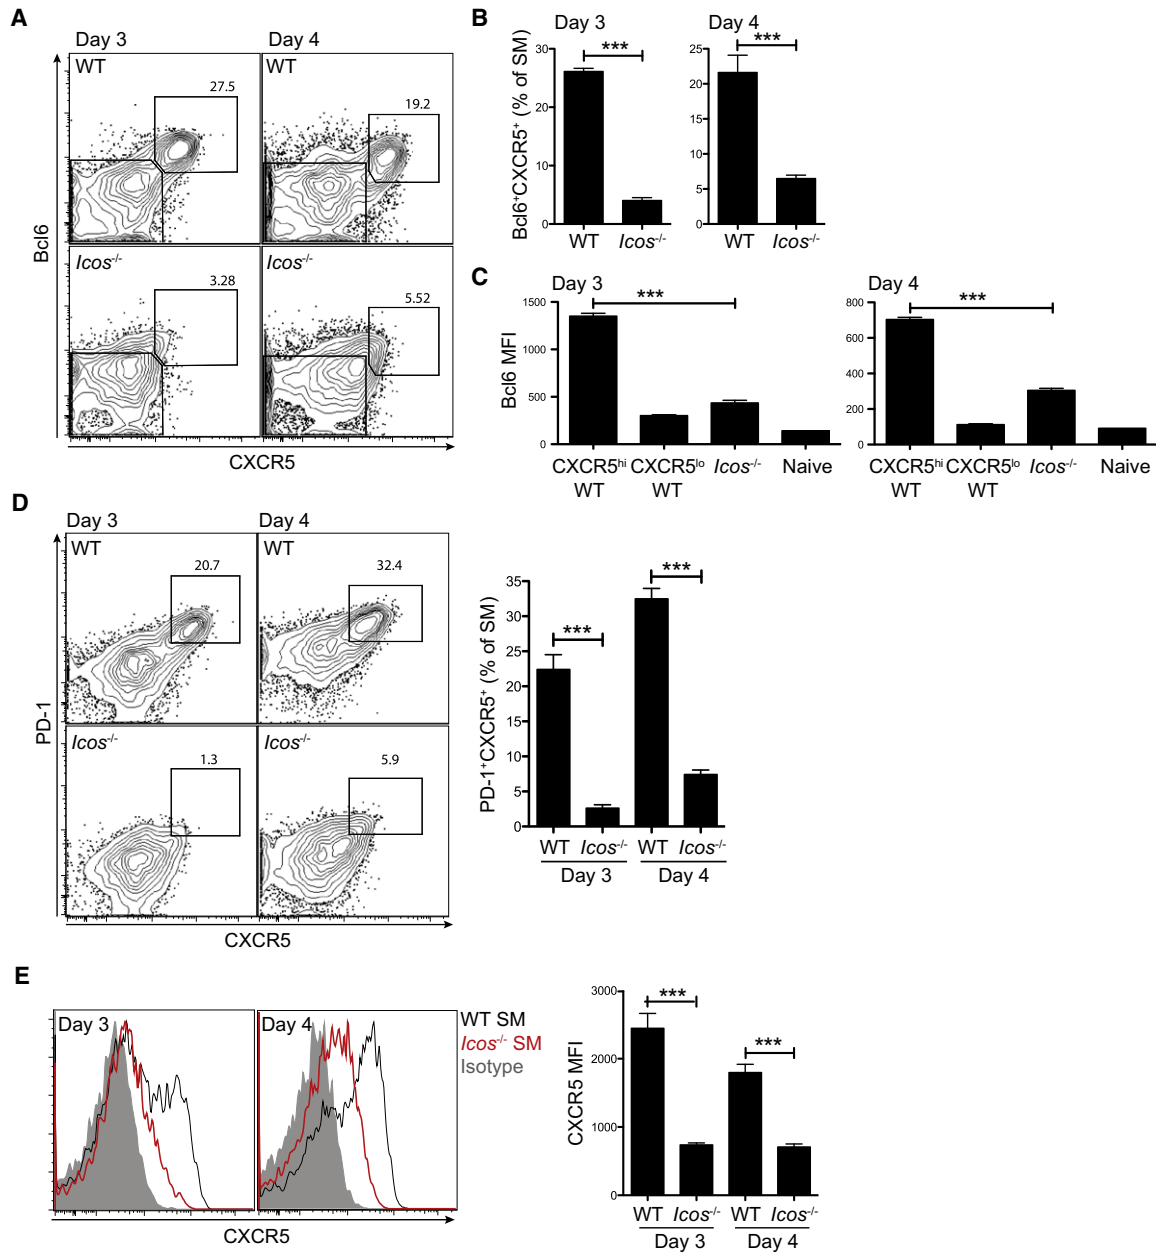 A
Day 3
Day 4
WT
27.5
WT
19.2
Icos-/-
3.28
Icos-/-
5.52
Bcl6
CXCR5
B
Day 3
Day 4
Bcl6+CXCR5+ (% of SM)
30
20
10
0
***
WT
Icos-/-
25
20
15
10
5
0
***
WT
Icos-/-
C
Day 3
Day 4
Bcl6 MFI
1500
1000
500
0
***
CXCR5hi WT
CXCR5lo WT
Icos-/-
Naive
800
600
400
200
0
***
CXCR5hi WT
CXCR5lo WT
Icos-/-
Naive
D
Day 3
Day 4
WT
20.7
WT
32.4
Icos-/-
1.3
Icos-/-
5.9
PD-1
CXCR5
PD-1+CXCR5+ (% of SM)
35
30
25
20
15
10
5
0
***
***
WT Icos-/- WT Icos-/-
Day 3 Day 4
E
Day 3
Day 4
WT SM
Icos-/- SM
Isotype
CXCR5
CXCR5 MFI
3000
2000
1000
0
***
***
WT Icos-/- WT Icos-/-
Day 3 Day 4